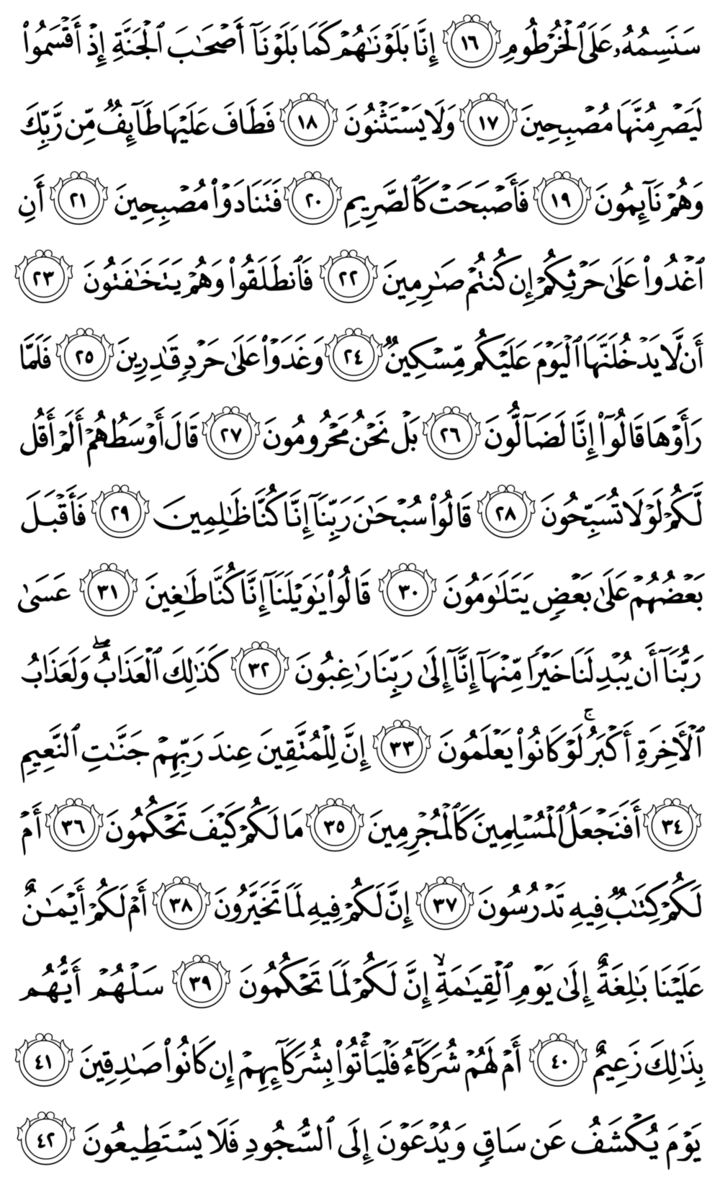 سَنَسِمُهُۥ عَلَى ٱلْخُرْطُومِ ١٦ إِنَّا بَلَوْنَٰهُمْ كَمَا بَلَوْنَآ أَصْحَٰبَ ٱلْجَنَّةِ إِذْ أَقْسَمُوا۟
لَيَصْرِمُنَّهَا مُصْبِحِينَ ١٧ وَلَا يَسْتَثْنُونَ ١٨ فَطَافَ عَلَيْهَا طَآئِفٌ مِّن رَّبِّكَ
وَهُمْ نَآئِمُونَ ١٩ فَأَصْبَحَتْ كَٱلصَّرِيمِ ٢٠ فَتَنَادَوْا۟ مُصْبِحِينَ ٢١ أَنِ
ٱغْدُوا۟ عَلَىٰ حَرْثِكُمْ إِن كُنتُمْ صَٰرِمِينَ ٢٢ فَٱنطَلَقُوا۟ وَهُمْ يَتَخَٰفَتُونَ ٢٣
أَن لَّا يَدْخُلَنَّهَا ٱلْيَوْمَ عَلَيْكُم مِّسْكِينٌ ٢٤ وَغَدَوْا۟ عَلَىٰ حَرْدٍ قَٰدِرِينَ ٢٥ فَلَمَّا
رَأَوْهَا قَالُوٓا۟ إِنَّا لَضَآلُّونَ ٢٦ بَلْ نَحْنُ مَحْرُومُونَ ٢٧ قَالَ أَوْسَطُهُمْ أَلَمْ أَقُل
لَّكُمْ لَوْلَا تُسَبِّحُونَ ٢٨ قَالُوا۟ سُبْحَٰنَ رَبِّنَآ إِنَّا كُنَّا ظَٰلِمِينَ ٢٩ فَأَقْبَلَ
بَعْضُهُمْ عَلَىٰ بَعْضٍ يَتَلَٰوَمُونَ ٣٠ قَالُوا۟ يَٰوَيْلَنَآ إِنَّا كُنَّا طَٰغِينَ ٣١ عَسَىٰ
رَبُّنَآ أَن يُبْدِلَنَا خَيْرًا مِّنْهَآ إِنَّآ إِلَىٰ رَبِّنَا رَٰغِبُونَ ٣٢ كَذَٰلِكَ ٱلْعَذَابُ ۖ وَلَعَذَابُ
ٱلْءَاخِرَةِ أَكْبَرُ ۚ لَوْ كَانُوا۟ يَعْلَمُونَ ٣٣ إِنَّ لِلْمُتَّقِينَ عِندَ رَبِّهِمْ جَنَّٰتِ ٱلنَّعِيمِ
٣٤ أَفَنَجْعَلُ ٱلْمُسْلِمِينَ كَٱلْمُجْرِمِينَ ٣٥ مَا لَكُمْ كَيْفَ تَحْكُمُونَ ٣٦ أَمْ
لَكُمْ كِتَٰبٌ فِيهِ تَدْرُسُونَ ٣٧ إِنَّ لَكُمْ فِيهِ لَمَا تَخَيَّرُونَ ٣٨ أَمْ لَكُمْ أَيْمَٰنٌ
عَلَيْنَا بَٰلِغَةٌ إِلَىٰ يَوْمِ ٱلْقِيَٰمَةِ ۙ إِنَّ لَكُمْ لَمَا تَحْكُمُونَ ٣٩ سَلْهُمْ أَيُّهُم
بِذَٰلِكَ زَعِيمٌ ٤٠ أَمْ لَهُمْ شُرَكَآءُ فَلْيَأْتُوا۟ بِشُرَكَآئِهِمْ إِن كَانُوا۟ صَٰدِقِينَ ٤١
يَوْمَ يُكْشَفُ عَن سَاقٍ وَيُدْعَوْنَ إِلَى ٱلسُّجُودِ فَلَا يَسْتَطِيعُونَ ٤٢